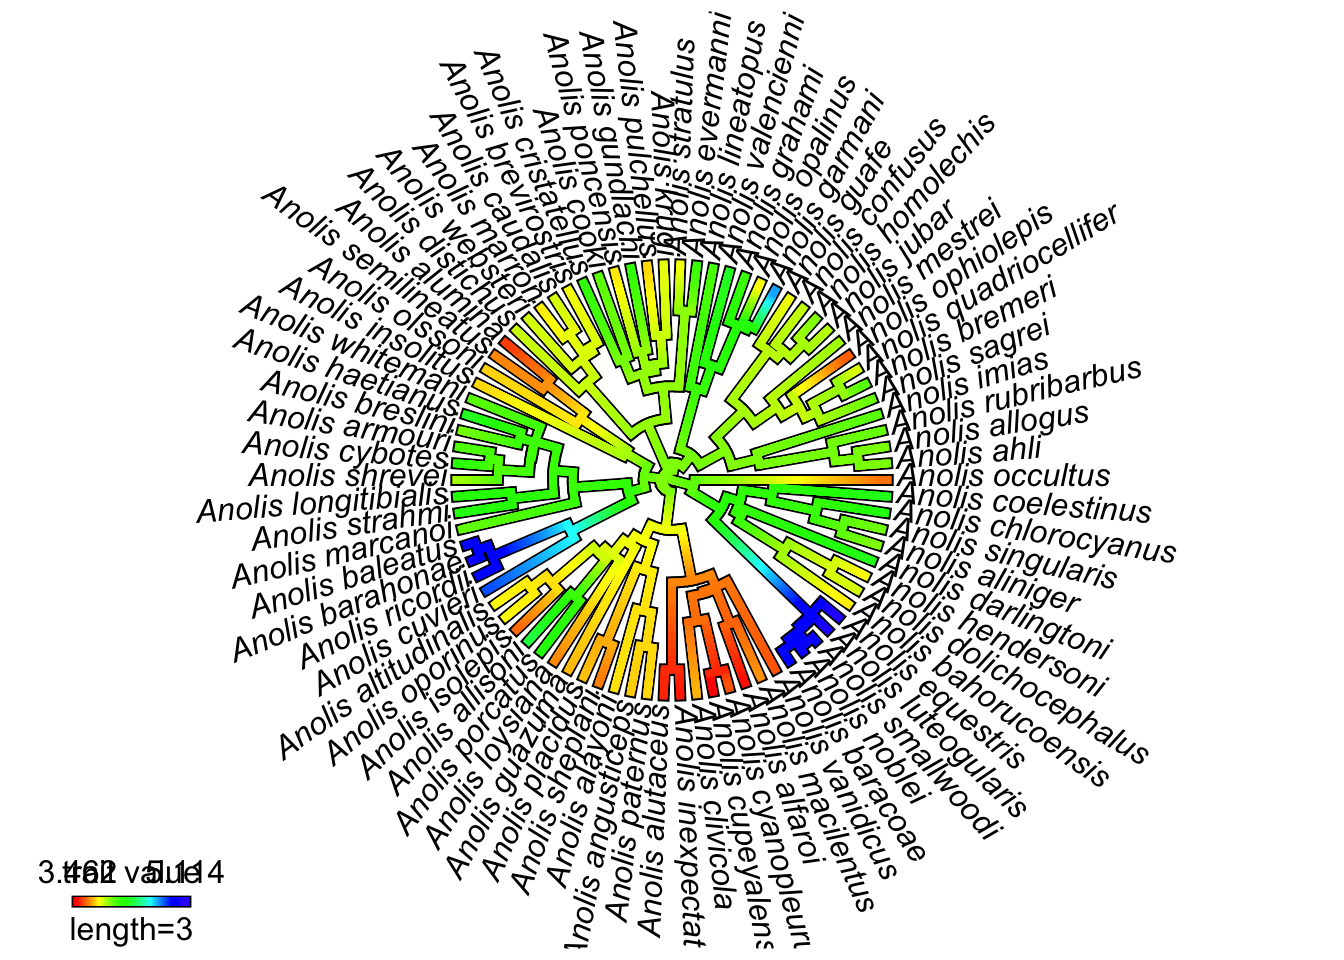 Anolis ahli
Anolis allogus
Anolis rubribarbus
Anolis imias
Anolis sagrei
Anolis bremeri
Anolis quadriocellifer
Anolis ophiolepis
Anolis mestrei
Anolis jubar
Anolis homolechis
Anolis confusus
Anolis guafe
Anolis garmani
Anolis opalinus
Anolis grahami
Anolis valencienni
Anolis lineatopus
Anolis evermanni
Anolis stratulus
Anolis krugi
Anolis pulchellus
Anolis gundlachi
Anolis poncensis
Anolis cooki
Anolis cristatellus
Anolis brevirostris
Anolis caudalis
Anolis marron
Anolis websteri
Anolis distichus
Anolis alumina
Anolis semilineatus
Anolis olssoni
Anolis insolitus
Anolis whitemani
Anolis haetianus
Anolis breslini
Anolis armouri
Anolis cybotes
Anolis shrevei
Anolis longitibialis
Anolis strahmi
Anolis marcanoi
Anolis baleatus
Anolis barahonae
Anolis ricordii
Anolis cuvieri
Anolis altitudinalis
Anolis oporinus
Anolis isolepis
Anolis allisoni
Anolis porcatus
Anolis loysiana
Anolis guazuma
Anolis placidus
Anolis sheplani
Anolis alayoni
Anolis angusticeps
Anolis paternus
Anolis alutaceus
Anolis inexpectat
Anolis clivicola
Anolis cupeyalens
Anolis cyanopleuru
Anolis alfaroi
Anolis macilentus
Anolis vanidicus
Anolis baracoae
Anolis noblei
Anolis smallwoodi
Anolis luteogularis
Anolis equestris
Anolis bahorucoensis
Anolis dolichocephalus
Anolis hendersoni
Anolis darlingtoni
Anolis aliniger
Anolis singularis
Anolis chlorocyanus
Anolis coelestinus
Anolis occultus
3.462 trait value 5.114
length=3